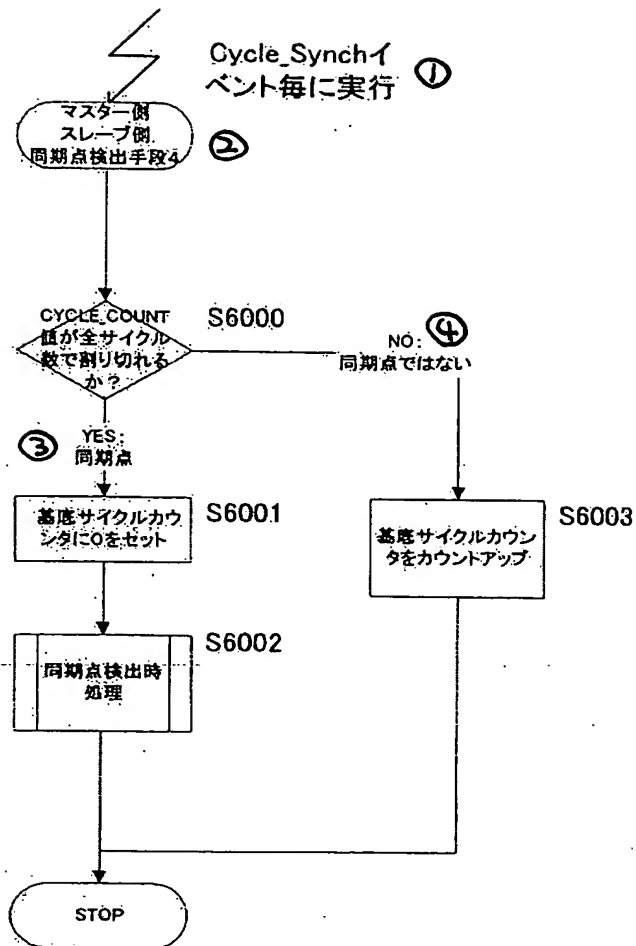 Cycle_Synchイ
ベント毎に実行
①
マスター側
スレーブ側
同期点検出手段4
②
CYCLE_COUNT
値が全サイクル
数で割り切れる
か?
S6000
NO:
④
同期点ではない
③
YES:
同期点
基底サイクルカウ
ンタに0をセット
S6001
基底サイクルカウン
タをカウントアップ
S6003
同期点検出時
処理
S6002
STOP